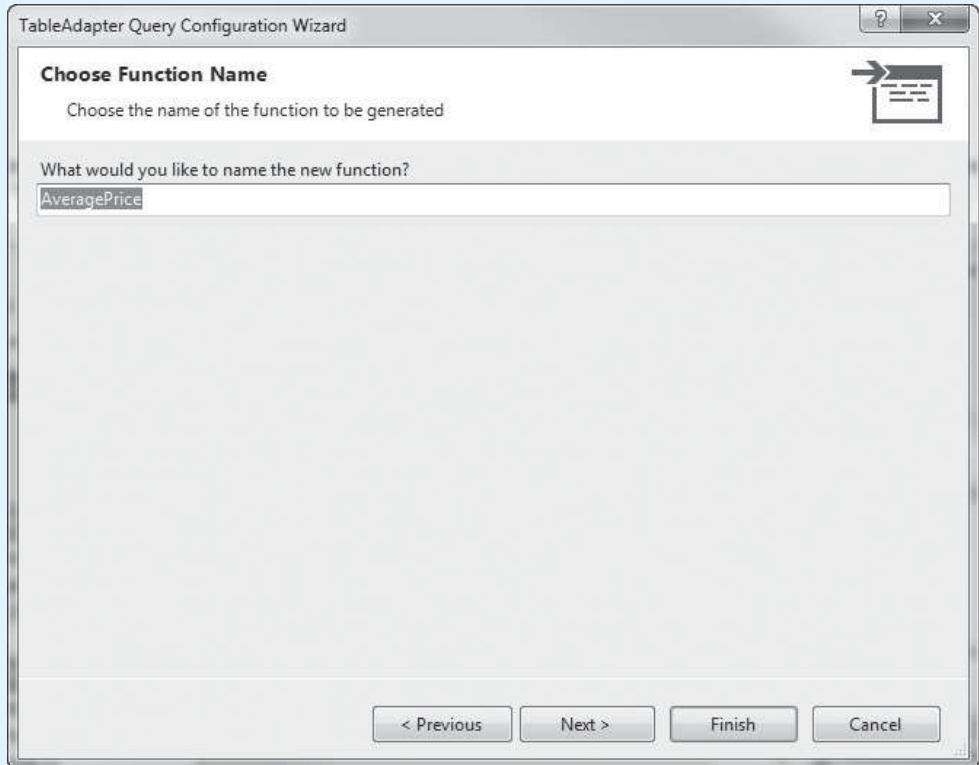 TableAdapter Query Configuration Wizard
Choose Function Name
Choose the name of the function to be generated
What would you like to name the new function?
AveragePrice
< Previous
Next >
Finish
Cancel